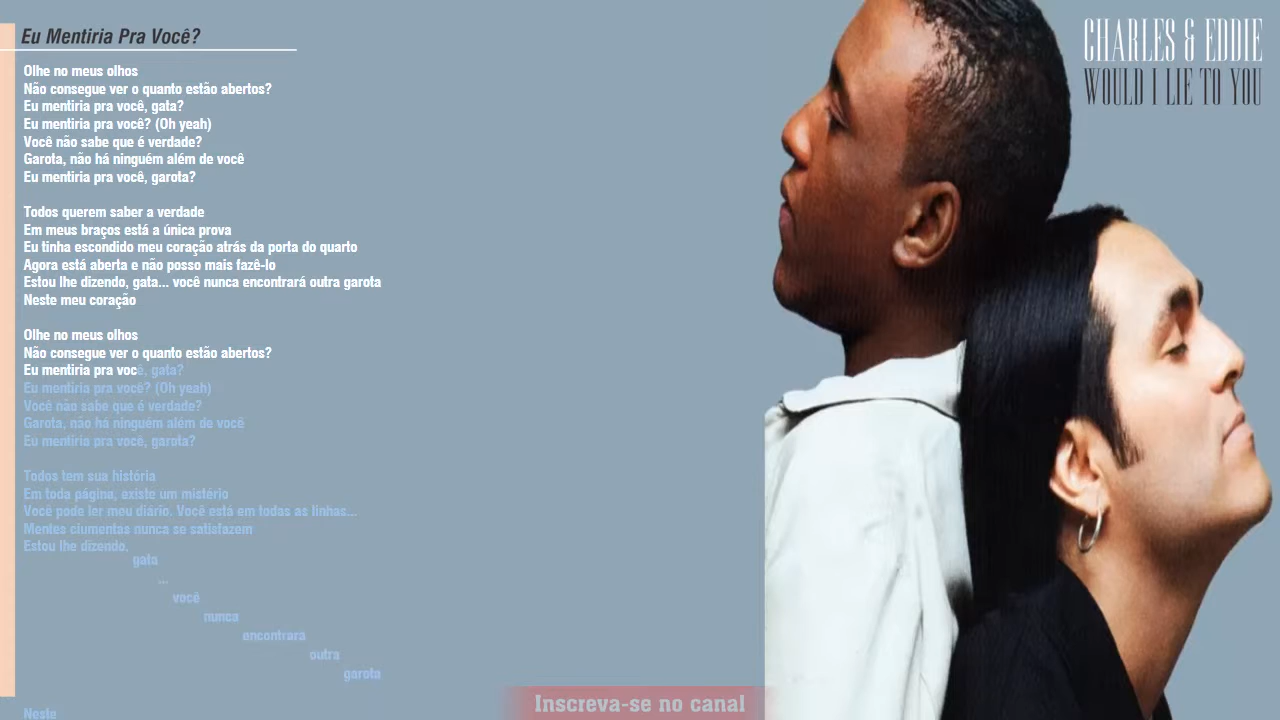 Eu Mentiria Pra Você?
Olhe no meus olhos
Não consegue ver o quanto estão abertos?
Eu mentiria pra você, gata?
Eu mentiria pra você? (Oh yeah)
Você não sabe que é verdade?
Garota, não há ninguém além de você
Eu mentiria pra você, garota?
Todos querem saber a verdade
Em meus braços está a única prova
Eu tinha escondido meu coração atrás da porta do quarto
Agora está aberta e não posso mais fazê-lo
Estou lhe dizendo, gata... você nunca encontrará outra garota
Neste meu coração
Olhe no meus olhos
Não consegue ver o quanto estão abertos?
Eu mentiria pra você, gata?
Eu mentiria pra você? (Oh yeah)
Você não sabe que é verdade?
Garota, não há ninguém além de você
Eu mentiria pra você, garota?
Todos tem sua história
Em toda página, existe um mistério
Você pode ler meu diário. Você está em todas as linhas...
Mentes ciumentas nunca se satisfazem
Estou lhe dizendo,
gata
...
você
nunca
encontrará
outra
garota
Neste
CHARLES & EDDIE
WOULD I LIE TO YOU
Inscreva-se no canal